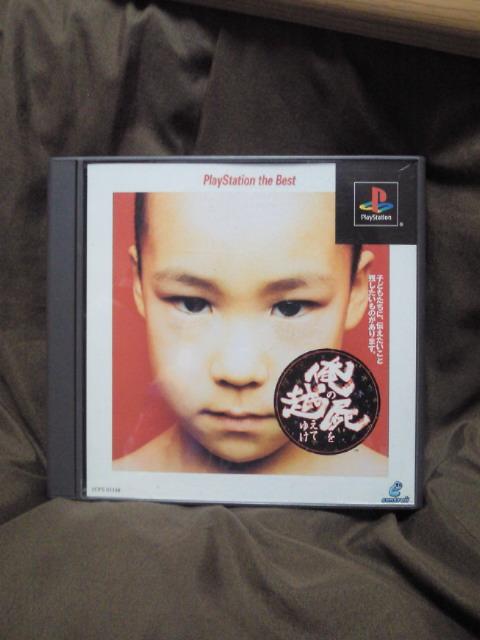 PlayStation the Best
PlayStation
子どもたちに、伝えたいこと
残したいものがあります。
俺の屍を
越えてゆけ